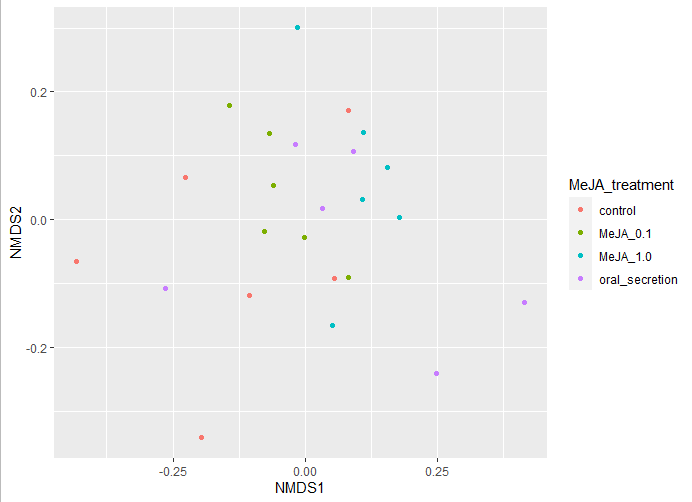 0.2
0.0
-0.2
NMDS2
-0.25
0.00
0.25
NMDS1
MeJA_treatment
control
MeJA_0.1
MeJA_1.0
oral_secretion